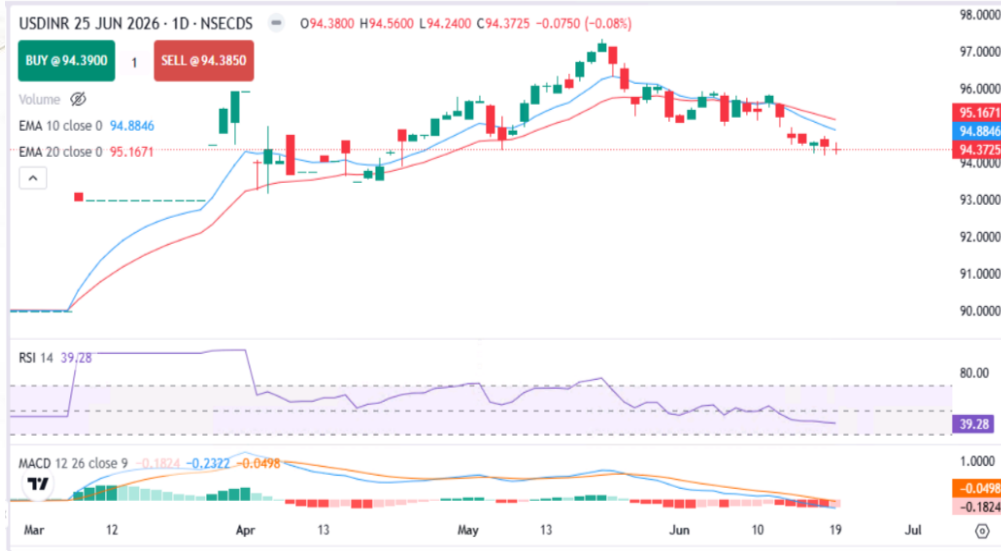 USDINR 25 JUN 2026 · 1D · NSECDS O94.3800 H94.5600 L94.2400 C94.3725 −0.0750 (−0.08%)
BUY @ 94.3900 1 SELL @ 94.3850
Volume
EMA 10 close 0 94.8846
EMA 20 close 0 95.1671
98.0000
97.0000
96.0000
95.1671
94.8846
94.3725
94.0000
93.0000
92.0000
91.0000
90.0000
RSI 14 39.28
80.00
39.28
MACD 12 26 close 9 −0.1824 −0.2322 −0.0498
1.0000
−0.0498
−0.1824
Mar 12 Apr 13 May 13 Jun 10 19 Jul